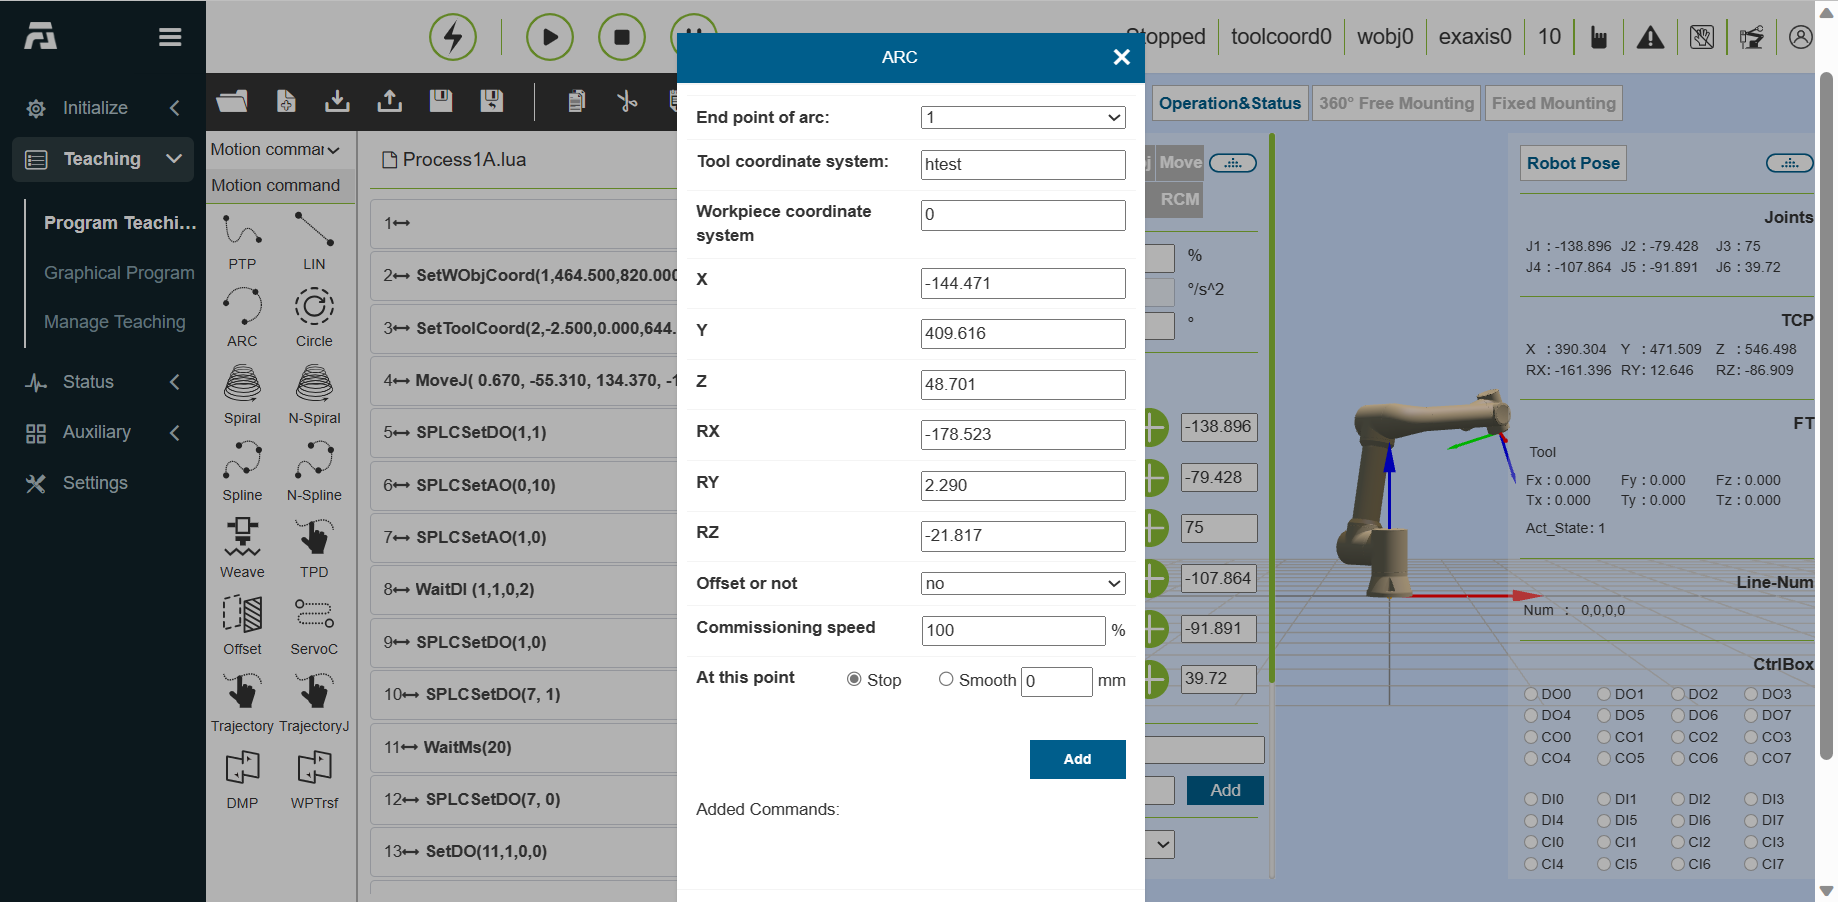 Stopped toolcoord0 wobj0 exaxis0 10
Initialize
Teaching
Program Teachi...
Graphical Program
Manage Teaching
Status
Auxiliary
Settings
Motion commar
Motion command
PTP LIN
ARC Circle
Spiral N-Spiral
Spline N-Spline
Weave TPD
Offset ServoC
Trajectory TrajectoryJ
DMP WPTrsf
Process1A.lua
1
2 SetWObjCoord(1,464.500,820.000
3 SetToolCoord(2,-2.500,0.000,644.
4 MoveJ( 0.670, -55.310, 134.370, -1
5 SPLCSetDO(1,1)
6 SPLCSetAO(0,10)
7 SPLCSetAO(1,0)
8 WaitDI (1,1,0,2)
9 SPLCSetDO(1,0)
10 SPLCSetDO(7, 1)
11 WaitMs(20)
12 SPLCSetDO(7, 0)
13 SetDO(11,1,0,0)
ARC
End point of arc: 1
Tool coordinate system: htest
Workpiece coordinate
system 0
X -144.471
Y 409.616
Z 48.701
RX -178.523
RY 2.290
RZ -21.817
Offset or not no
Commissioning speed 100 %
At this point Stop Smooth 0 mm
Add
Added Commands:
Operation&Status 360° Free Mounting Fixed Mounting
Move
RCM
%
°/s^2
°
-138.896
-79.428
75
-107.864
-91.891
39.72
Add
Robot Pose
Joints
J1 : -138.896 J2 : -79.428 J3 : 75
J4 : -107.864 J5 : -91.891 J6 : 39.72
TCP
X : 390.304 Y : 471.509 Z : 546.498
RX: -161.396 RY: 12.646 RZ: -86.909
FT
Tool
Fx : 0.000 Fy : 0.000 Fz : 0.000
Tx : 0.000 Ty : 0.000 Tz : 0.000
Act_State: 1
Line-Num
Num : 0,0,0,0
CtrlBox
DO0 DO1 DO2 DO3
DO4 DO5 DO6 DO7
CO0 CO1 CO2 CO3
CO4 CO5 CO6 CO7
DI0 DI1 DI2 DI3
DI4 DI5 DI6 DI7
CI0 CI1 CI2 CI3
CI4 CI5 CI6 CI7